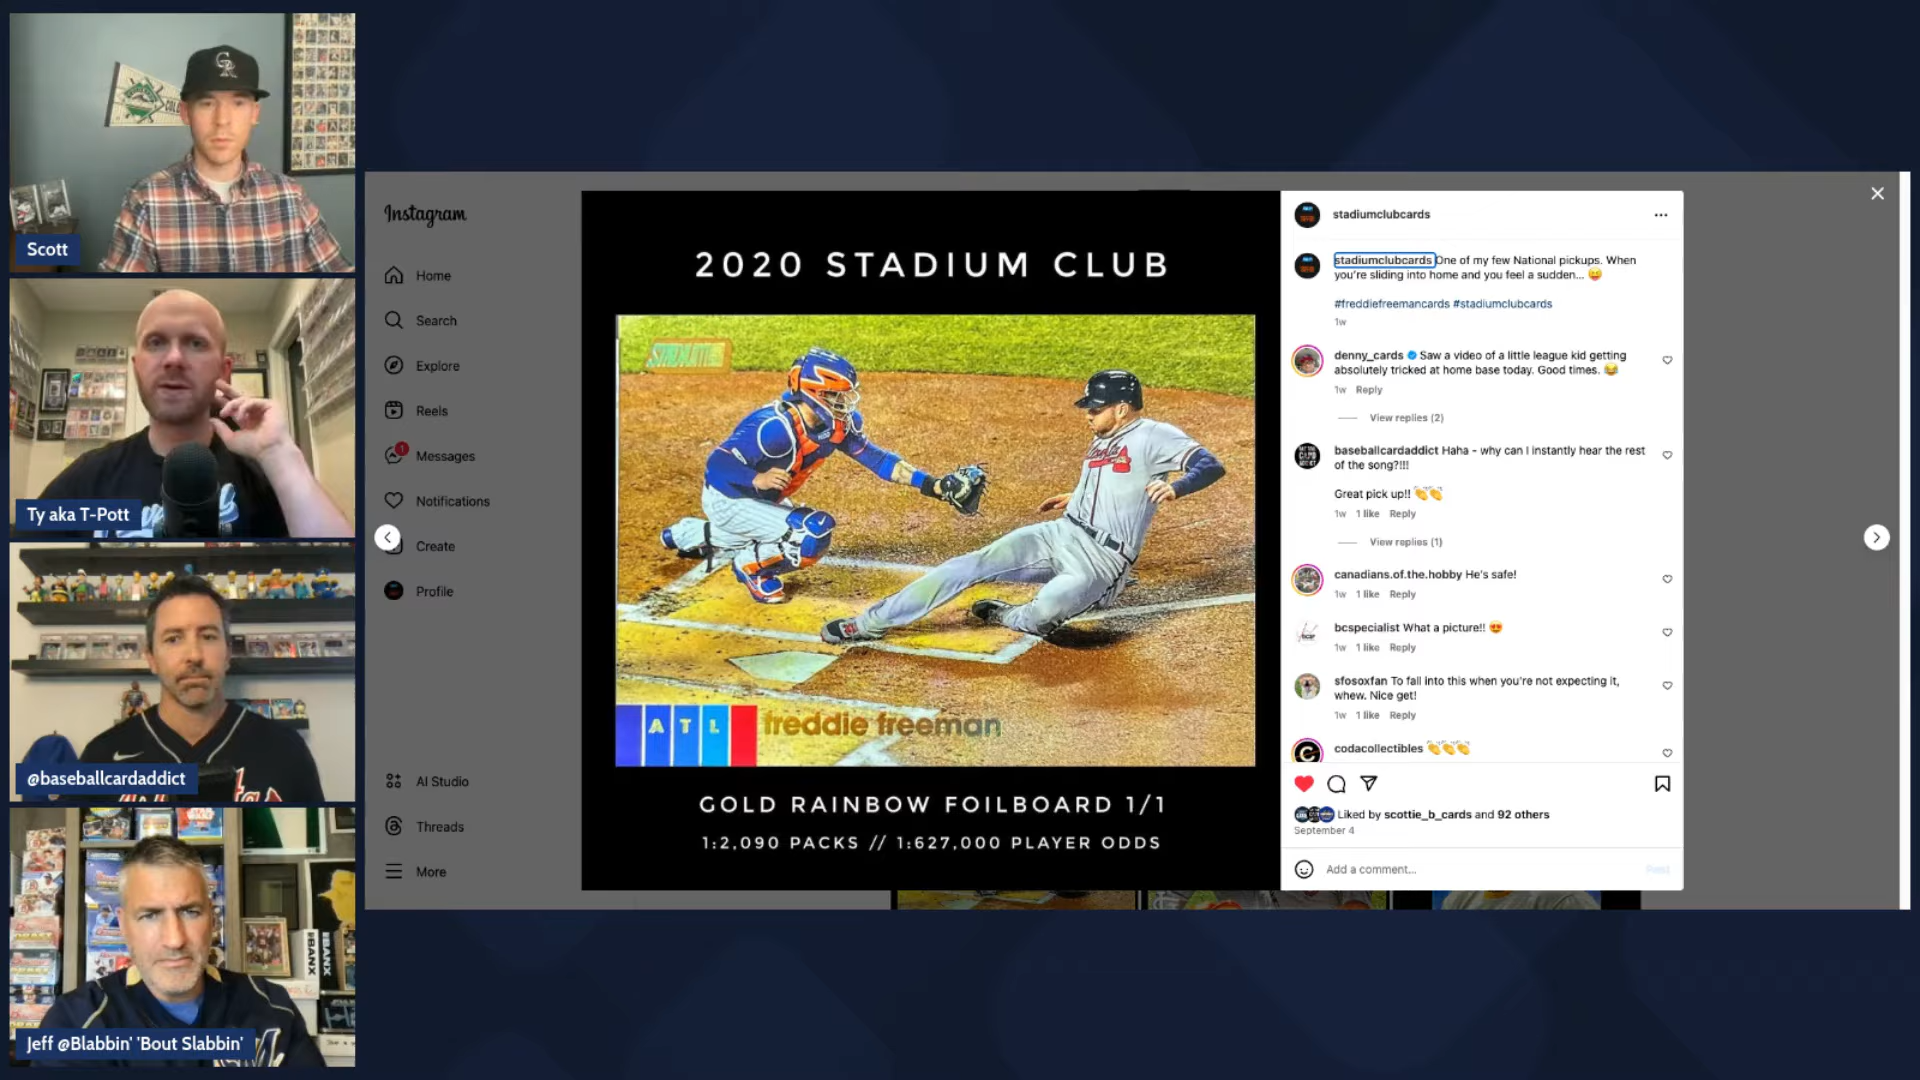 CR
COLO
Scott
Ty aka T-Pott
@baseballcardaddict
BANX
BANX
Jeff @Blabbin' 'Bout Slabbin'
Instagram
Home
Search
Explore
Reels
1
Messages
Notifications
Create
Profile
AI Studio
Threads
More
2020 STADIUM CLUB
Braves
ATL freddie freeman
GOLD RAINBOW FOILBOARD 1/1
1:2,090 PACKS // 1:627,000 PLAYER ODDS
stadiumclubcards
stadiumclubcards One of my few National pickups. When
you're sliding into home and you feel a sudden... 😝
#freddiefreemancards #stadiumclubcards
1w
denny_cards Saw a video of a little league kid getting
absolutely tricked at home base today. Good times. 😂
1w Reply
View replies (2)
baseballcardaddict Haha - why can I instantly hear the rest
of the song?!!!
Great pick up!! 👏👏
1w 1 like Reply
View replies (1)
canadians.of.the.hobby He's safe!
1w 1 like Reply
bcspecialist What a picture!! 😍
1w 1 like Reply
sfosoxfan To fall into this when you're not expecting it,
whew. Nice get!
1w 1 like Reply
codacollectibles 👏👏👏
Liked by scottie_b_cards and 92 others
September 4
Add a comment...
Post